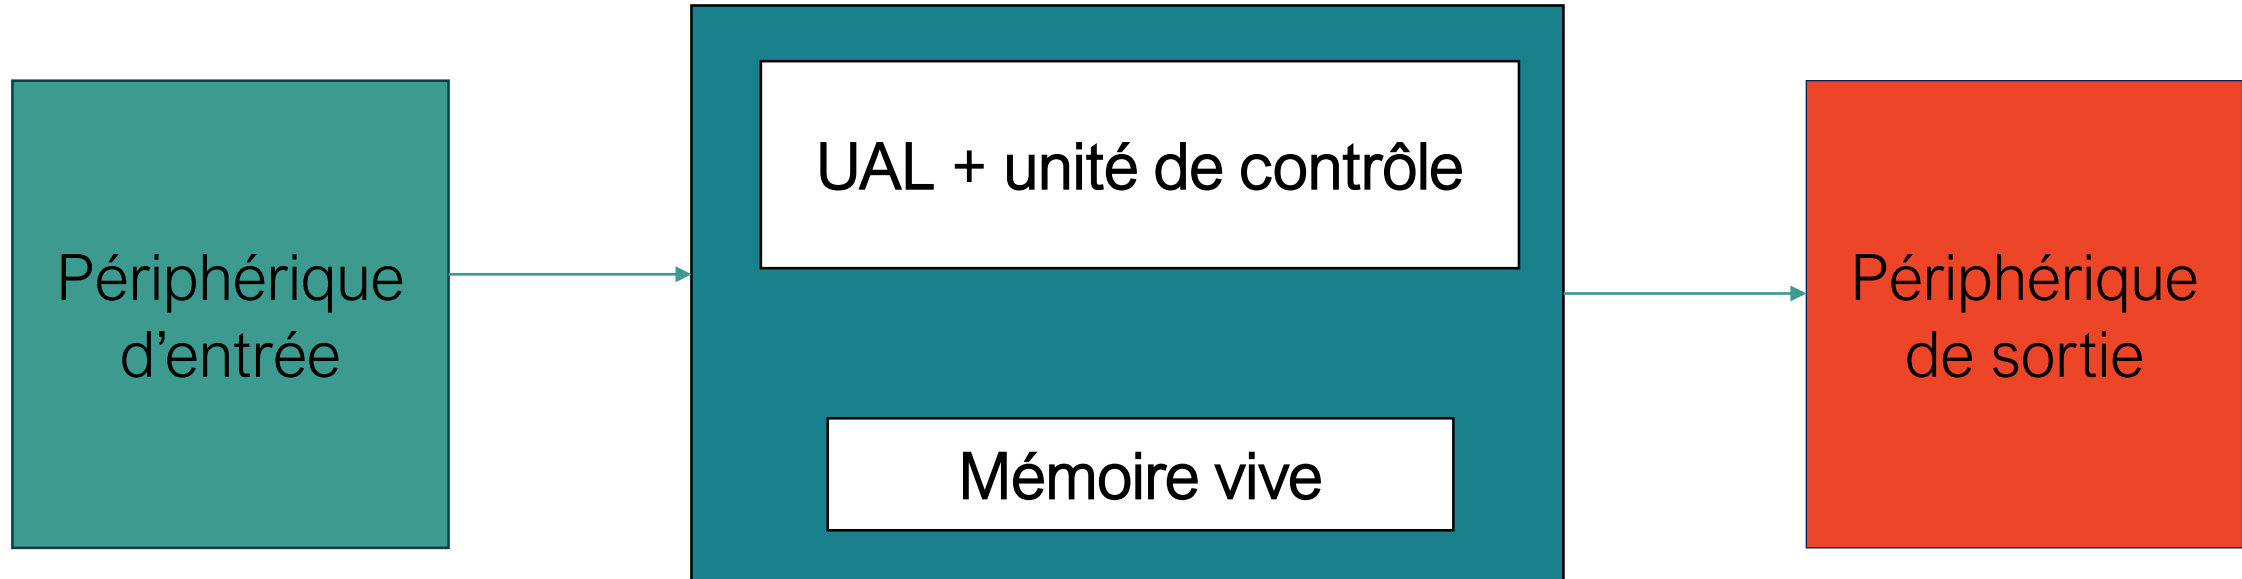 Périphérique
d’entrée
UAL + unité de contrôle
Mémoire vive
Périphérique
de sortie